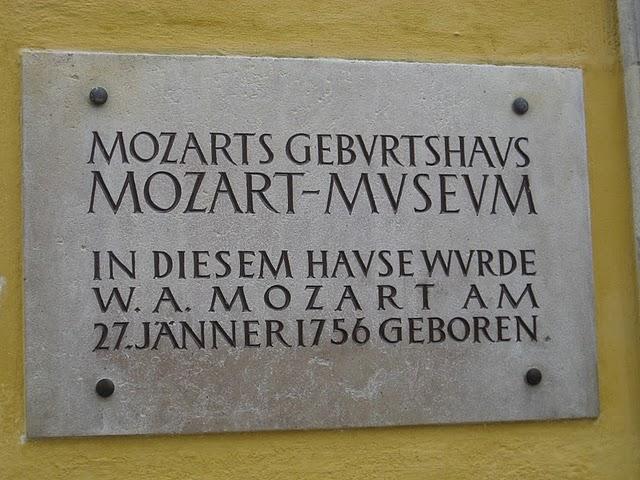 MOZARTS GEBVRTSHAVS
MOZART-MVSEVM
IN DIESEM HAVSE WVRDE
W. A. MOZART AM
27. JÄNNER 1756 GEBOREN.